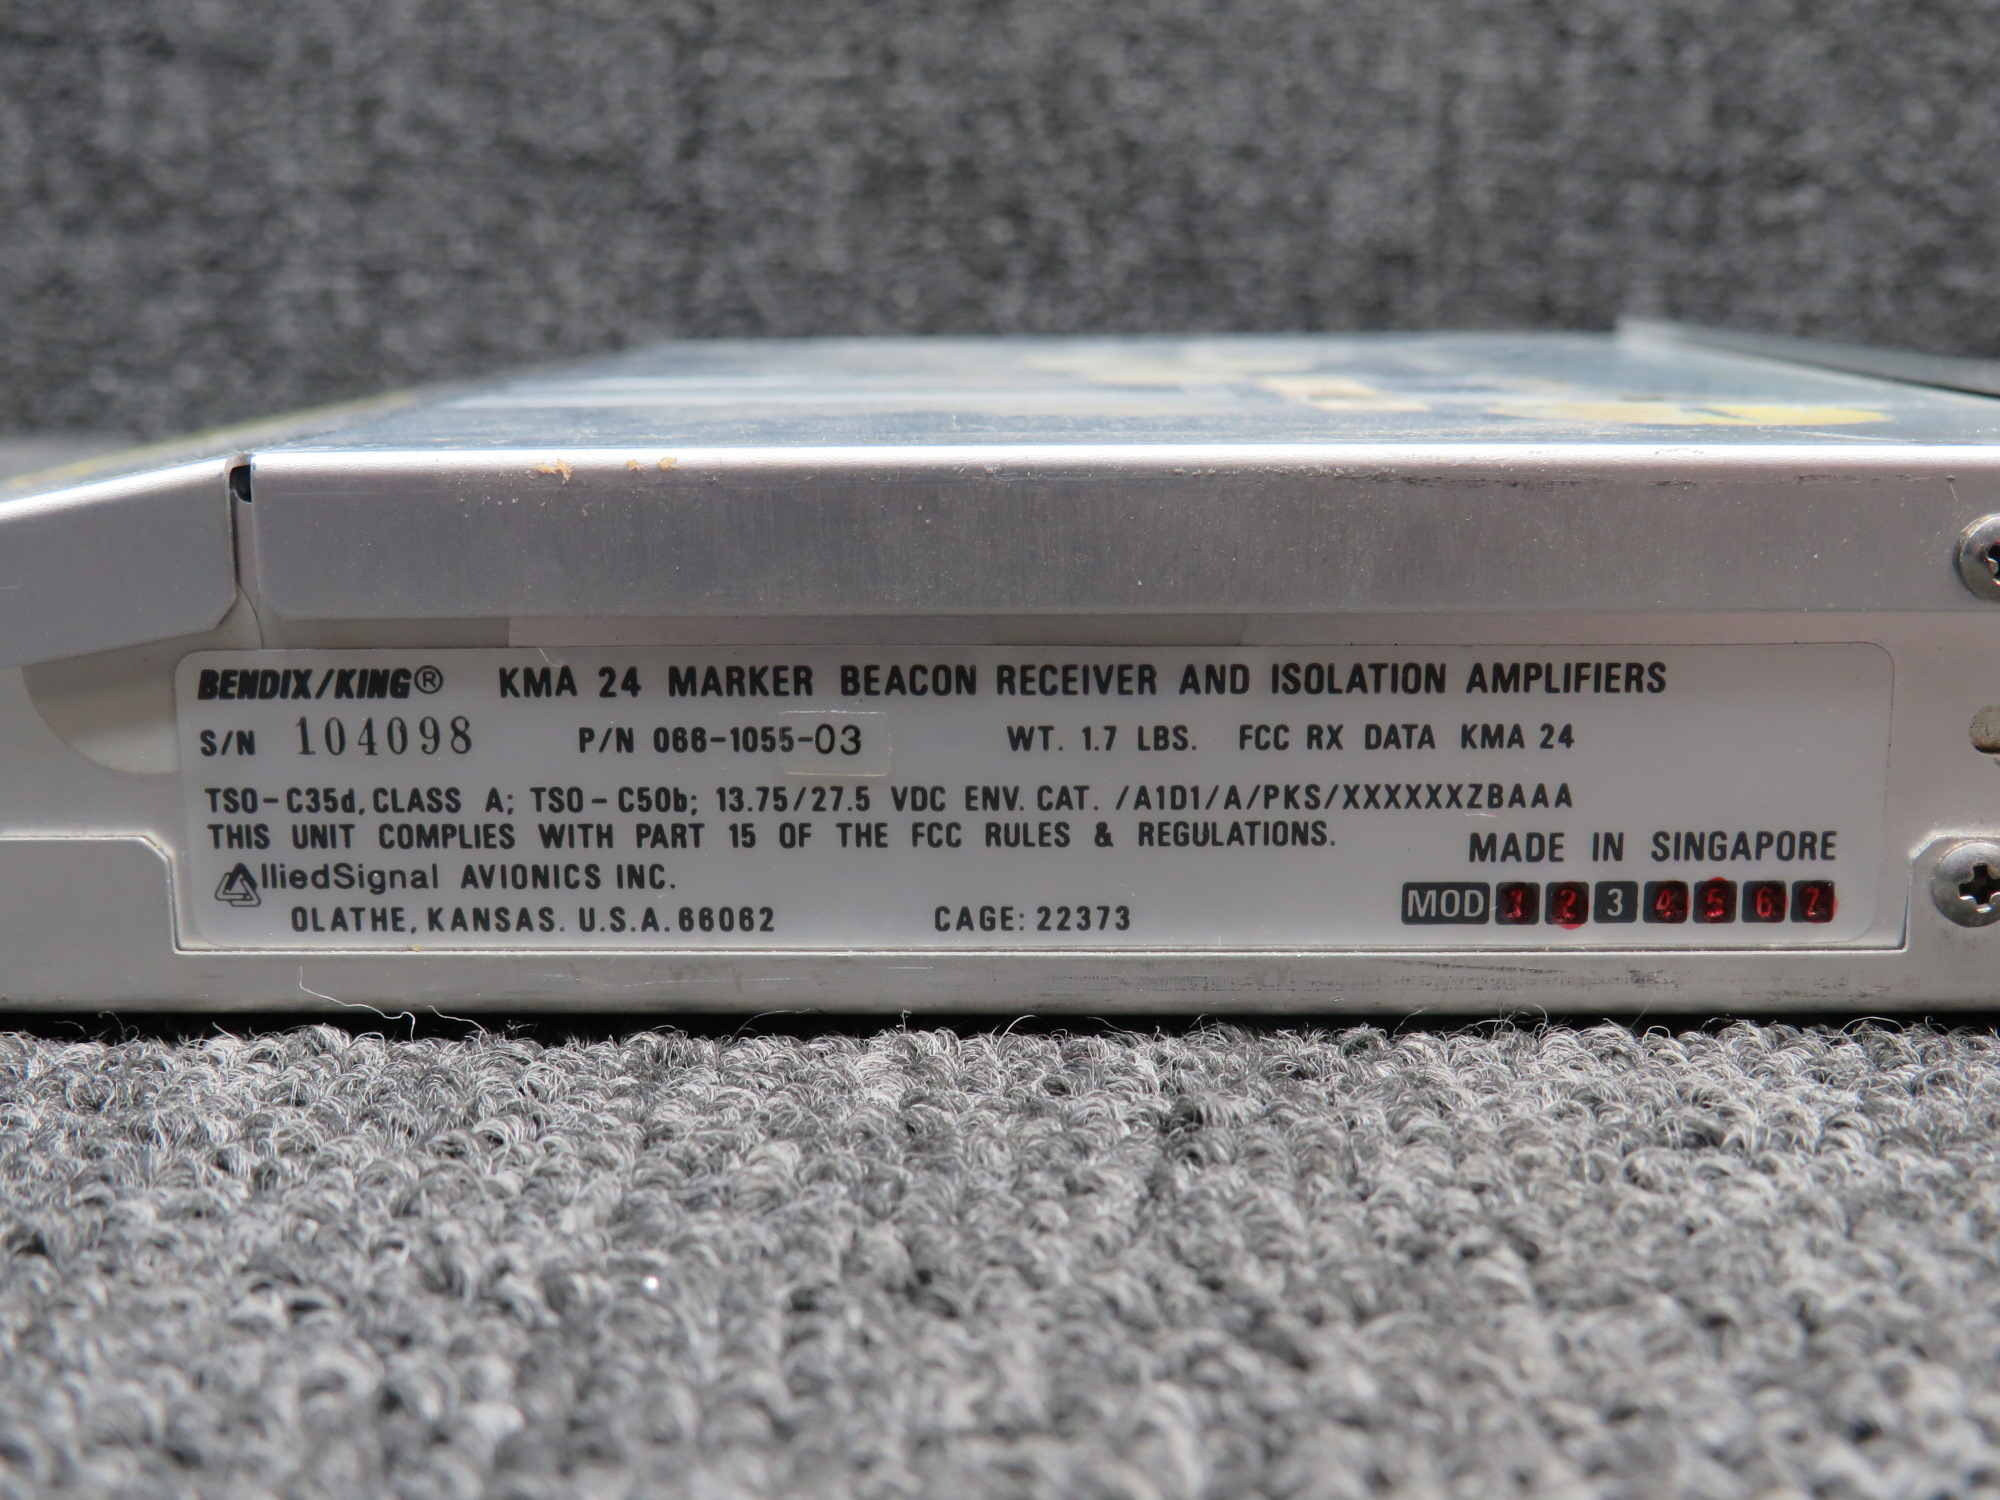 BENDIX/KING® KMA 24 MARKER BEACON RECEIVER AND ISOLATION AMPLIFIERS
S/N 104098 P/N 066-1055-03 WT. 1.7 LBS. FCC RX DATA KMA 24
TSO-C35d, CLASS A; TSO-C50b; 13.75/27.5 VDC ENV. CAT. /A1D1/A/PKS/XXXXXXZBAAA
THIS UNIT COMPLIES WITH PART 15 OF THE FCC RULES & REGULATIONS.
MADE IN SINGAPORE
AlliedSignal AVIONICS INC.
OLATHE, KANSAS. U.S.A. 66062 CAGE: 22373
MOD 1 2 3 4 5 6 7